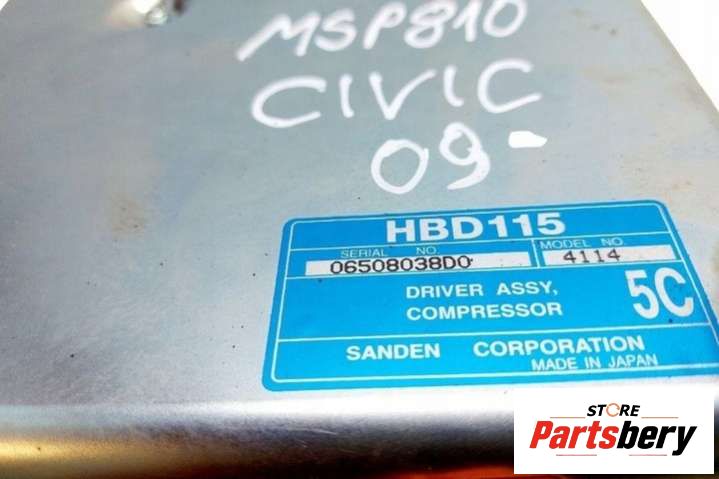 MSP810
CIVIC
09-
HBD115
SERIAL NO.
MODEL NO.
06508038D0
4114
DRIVER ASSY,
COMPRESSOR
5C
SANDEN CORPORATION
MADE IN JAPAN
STORE
Partsbery